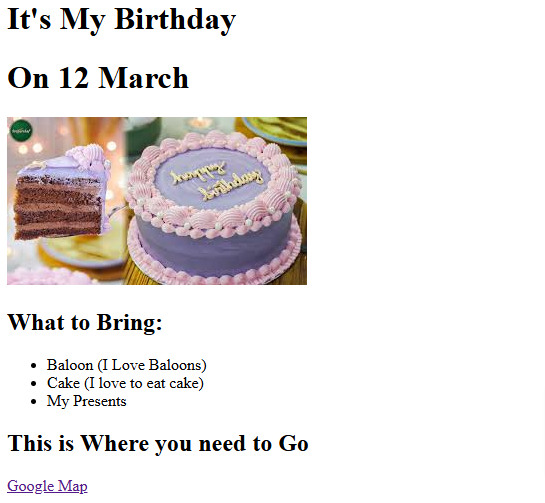 It's My Birthday
On 12 March
happy
birthday
What to Bring:
Baloon (I Love Baloons)
Cake (I love to eat cake)
My Presents
This is Where you need to Go
Google Map